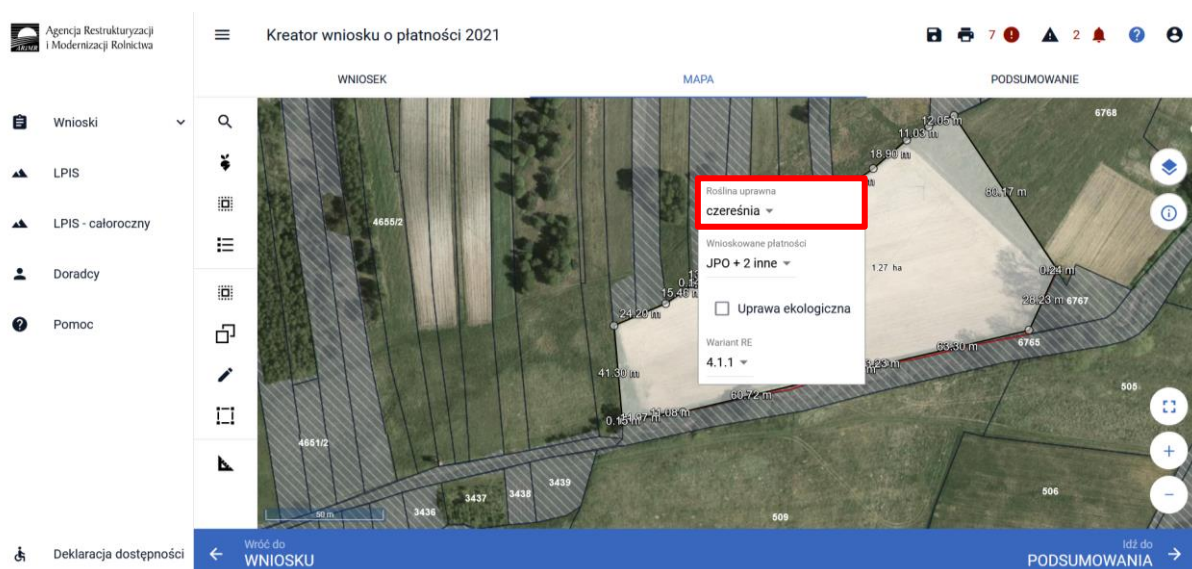 ARiMR
Agencja Restrukturyzacji
i Modernizacji Rolnictwa
Kreator wniosku o płatności 2021
7
2
WNIOSEK
MAPA
PODSUMOWANIE
Wnioski
LPIS
LPIS - całoroczny
Doradcy
Pomoc
Deklaracja dostępności
6768
12.05 m
11.03 m
18.90 m
80.17 m
4655/2
Roślina uprawna
czereśnia
Wnioskowane płatności
JPO + 2 inne
Uprawa ekologiczna
Wariant RE
4.1.1
1.27 ha
0.24 m
28.23 m
6767
24.20 m
41.30 m
63.30 m
6765
60.72 m
505
4651/2
3439
3438
3437
3436
506
509
50 m
Wróć do
WNIOSKU
Idź do
PODSUMOWANIA